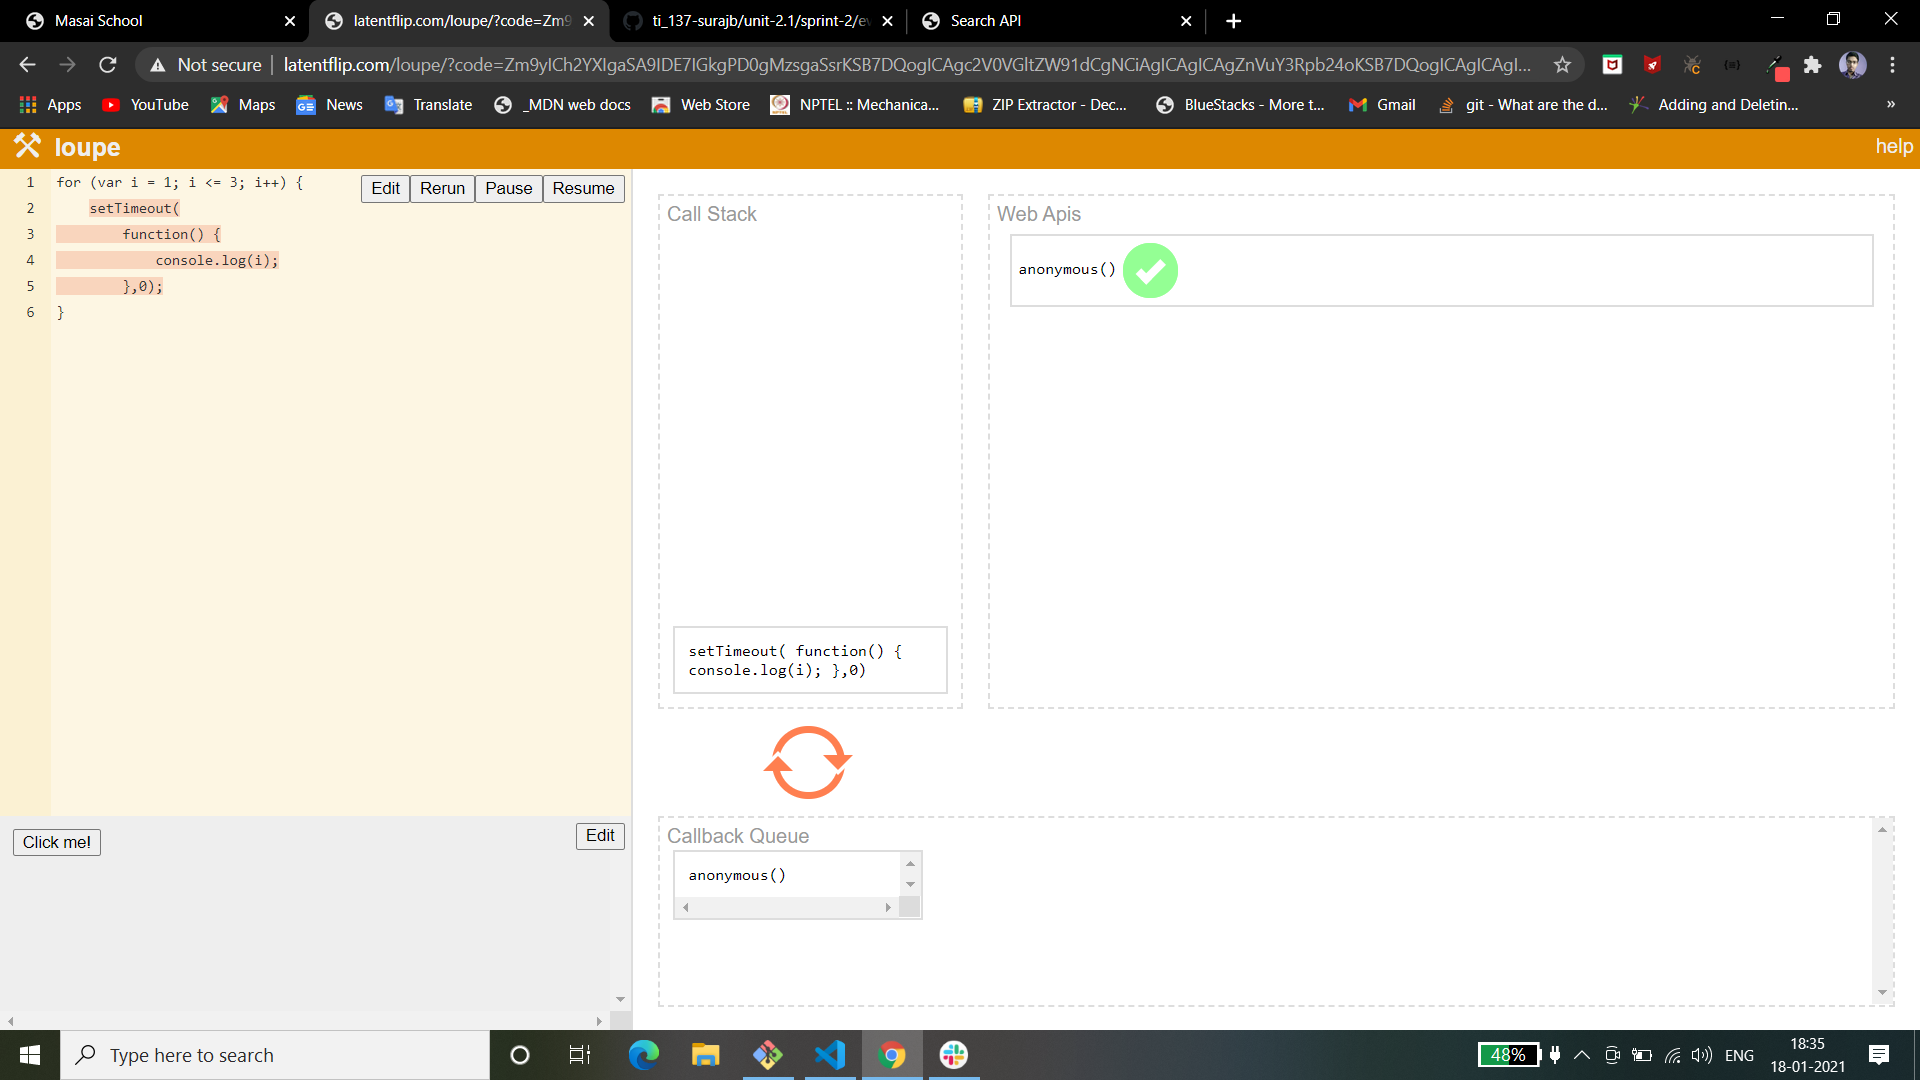 Masai School
latentflip.com/loupe/?code=Zm9
ti_137-surajb/unit-2.1/sprint-2/ev
Search API
Not secure
latentflip.com/loupe/?code=Zm9yICh2YXIgaSA9IDE7IGkgPD0gMzsgaSsrKSB7DQogICAgc2V0VGltZW91dCgNCiAgICAgICAgZnVuY3Rpb24oKSB7DQogICAgICAgI...
Apps
YouTube
Maps
News
Translate
_MDN web docs
Web Store
NPTEL :: Mechanica...
ZIP Extractor - Dec...
BlueStacks - More t...
Gmail
git - What are the d...
Adding and Deletin...
»
loupe
help
Edit
Rerun
Pause
Resume
1 for (var i = 1; i <= 3; i++) {
2 setTimeout(
3 function() {
4 console.log(i);
5 },0);
6 }
Call Stack
setTimeout( function() {
console.log(i); },0)
Web Apis
anonymous()
Click me!
Edit
Callback Queue
anonymous()
Type here to search
48%
ENG
18:35
18-01-2021